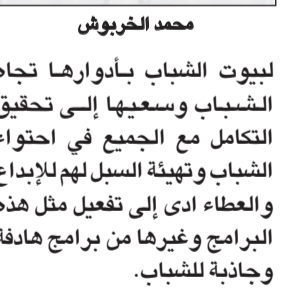 محمد الخربوش
لبيوت الشباب بأدوارها تجاه
الشباب وسعيها إلى تحقيق
التكامل مع الجميع في احتواء
الشباب وتهيئة السبل لهم للإبداع
والعطاء ادى إلى تفعيل مثل هذه
البرامج وغيرها من برامج هادفة
وجاذبة للشباب.